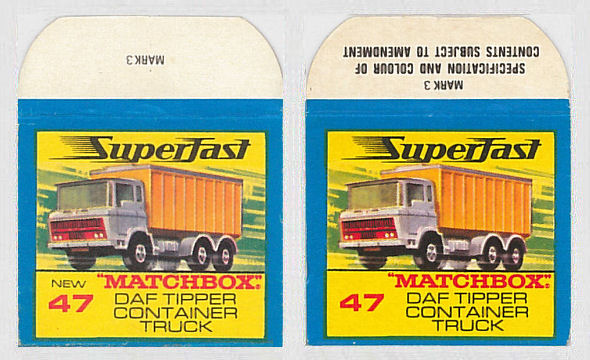 MARK 3
SuperFast
NEW "MATCHBOX"®
47 DAF TIPPER
CONTAINER
TRUCK
SPECIFICATION AND COLOUR OF
CONTENTS SUBJECT TO AMENDMENT
MARK 3
SuperFast
"MATCHBOX"®
47 DAF TIPPER
CONTAINER
TRUCK